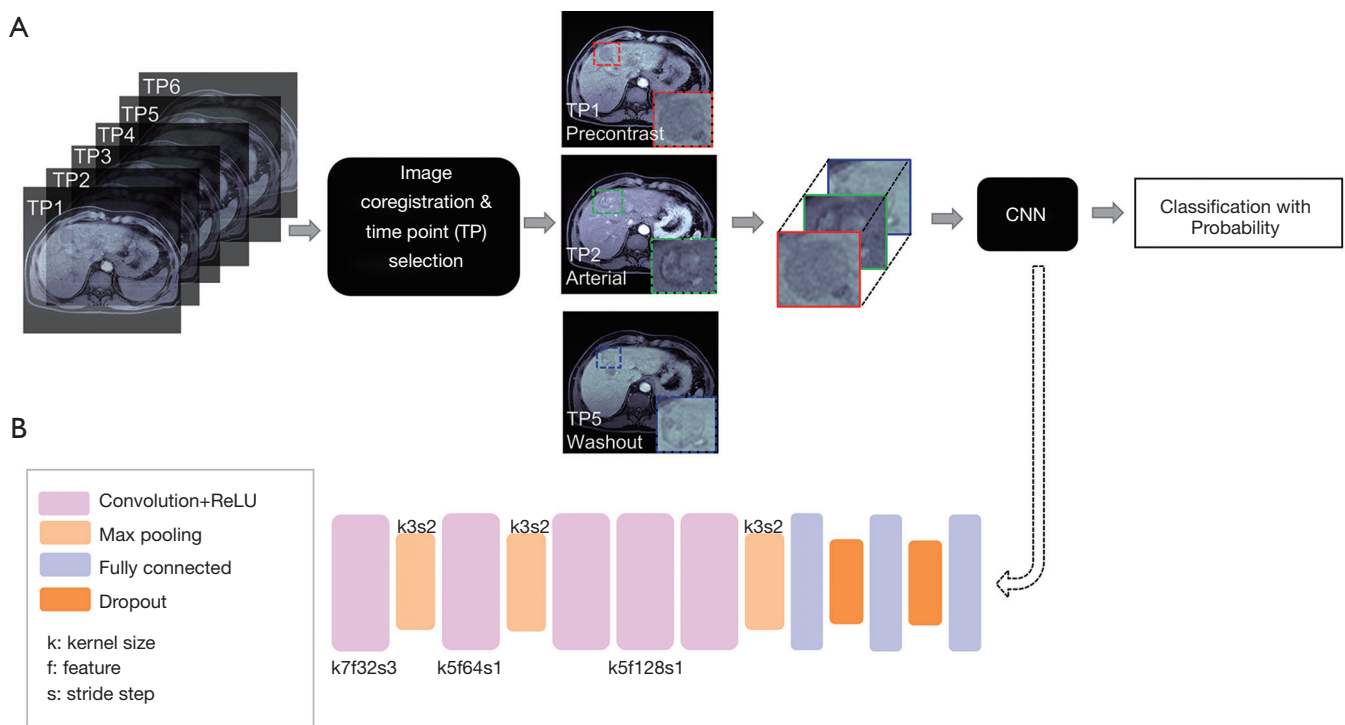 A
TP6
TP5
TP4
TP3
TP2
TP1
Image
coregistration &
time point (TP)
selection
TP1
Precontrast
TP2
Arterial
TP5
Washout
CNN
Classification with
Probability
B
Convolution+ReLU
Max pooling
Fully connected
Dropout
k: kernel size
f: feature
s: stride step
k3s2
k3s2
k3s2
k7f32s3
k5f64s1
k5f128s1